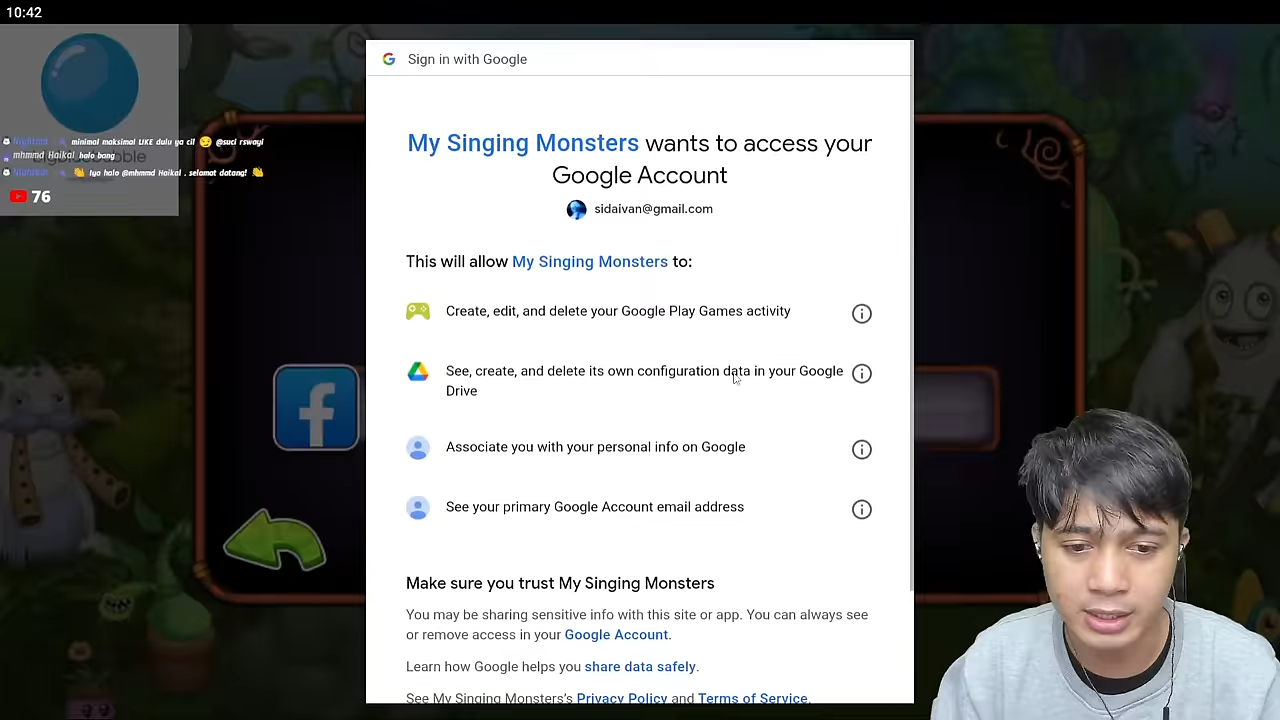 10:42
Sign in with Google
minimal maksimal LIKE dulu ya cil 😏 @suci rswayi
mhmmd Haikal halo bang
👋 Iya halo @mhmmd Haikal , selamat datang! 👋
76
My Singing Monsters wants to access your
Google Account
sidaivan@gmail.com
This will allow My Singing Monsters to:
Create, edit, and delete your Google Play Games activity
See, create, and delete its own configuration data in your Google
Drive
Associate you with your personal info on Google
See your primary Google Account email address
Make sure you trust My Singing Monsters
You may be sharing sensitive info with this site or app. You can always see
or remove access in your Google Account.
Learn how Google helps you share data safely.
See My Singing Monsters's Privacy Policy and Terms of Service.